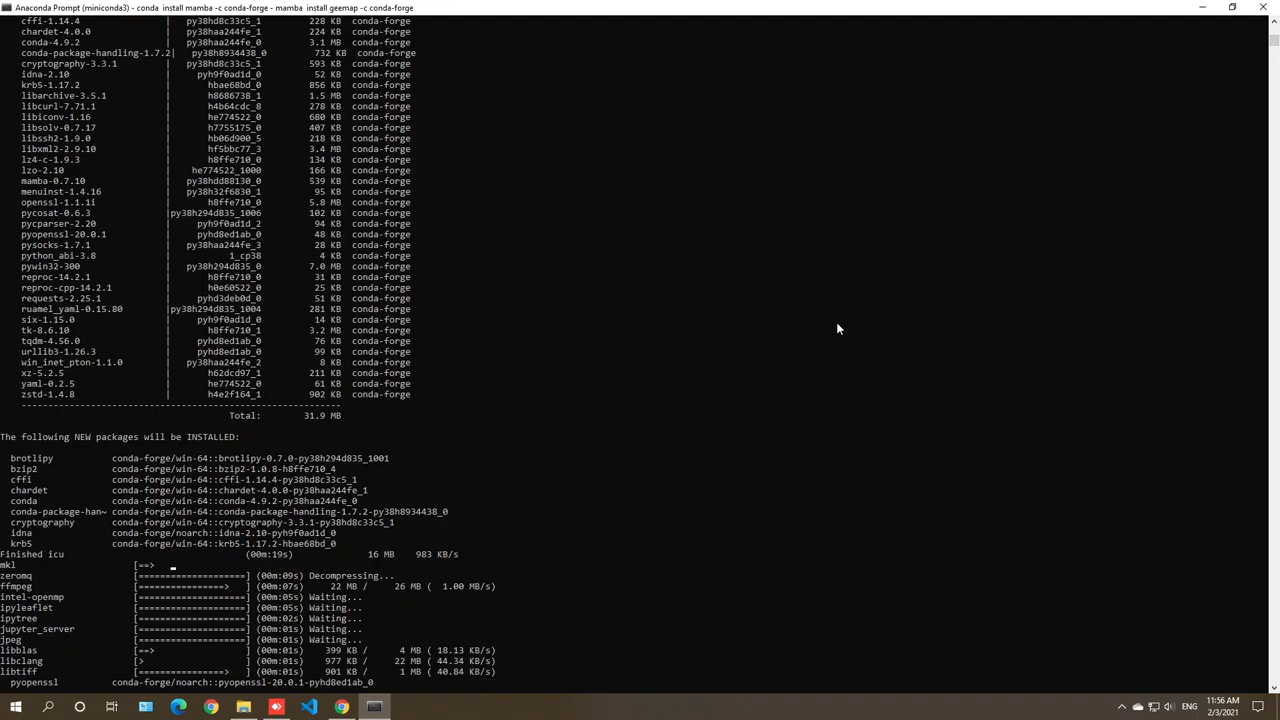 Anaconda Prompt (miniconda3) - conda  install mamba -c conda-forge - mamba  install geemap -c conda-forge
cffi-1.14.4 | py38hd8c33c5_1 228 KB conda-forge
chardet-4.0.0 | py38haa244fe_1 224 KB conda-forge
conda-4.9.2 | py38haa244fe_0 3.1 MB conda-forge
conda-package-handling-1.7.2| py38h8934438_0 732 KB conda-forge
cryptography-3.3.1 | py38hd8c33c5_1 593 KB conda-forge
idna-2.10 | pyh9f0ad1d_0 52 KB conda-forge
krb5-1.17.2 | hbae68bd_0 856 KB conda-forge
libarchive-3.5.1 | h8686738_1 1.5 MB conda-forge
libcurl-7.71.1 | h4b64cdc_8 278 KB conda-forge
libiconv-1.16 | he774522_0 680 KB conda-forge
libsolv-0.7.17 | h7755175_0 407 KB conda-forge
libssh2-1.9.0 | hb06d900_5 218 KB conda-forge
libxml2-2.9.10 | hf5bbc77_3 3.4 MB conda-forge
lz4-c-1.9.3 | h8ffe710_0 134 KB conda-forge
lzo-2.10 | he774522_1000 166 KB conda-forge
mamba-0.7.10 | py38hdd88130_0 539 KB conda-forge
menuinst-1.4.16 | py38h32f6830_1 95 KB conda-forge
openssl-1.1.1i | h8ffe710_0 5.8 MB conda-forge
pycosat-0.6.3 |py38h294d835_1006 102 KB conda-forge
pycparser-2.20 | pyh9f0ad1d_2 94 KB conda-forge
pyopenssl-20.0.1 | pyhd8ed1ab_0 48 KB conda-forge
pysocks-1.7.1 | py38haa244fe_3 28 KB conda-forge
python_abi-3.8 | 1_cp38 4 KB conda-forge
pywin32-300 | py38h294d835_0 7.0 MB conda-forge
reproc-14.2.1 | h8ffe710_0 31 KB conda-forge
reproc-cpp-14.2.1 | h0e60522_0 25 KB conda-forge
requests-2.25.1 | pyhd3deb0d_0 51 KB conda-forge
ruamel_yaml-0.15.80 |py38h294d835_1004 281 KB conda-forge
six-1.15.0 | pyh9f0ad1d_0 14 KB conda-forge
tk-8.6.10 | h8ffe710_1 3.2 MB conda-forge
tqdm-4.56.0 | pyhd8ed1ab_0 76 KB conda-forge
urllib3-1.26.3 | pyhd8ed1ab_0 99 KB conda-forge
win_inet_pton-1.1.0 | py38haa244fe_2 8 KB conda-forge
xz-5.2.5 | h62dcd97_1 211 KB conda-forge
yaml-0.2.5 | he774522_0 61 KB conda-forge
zstd-1.4.8 | h4e2f164_1 902 KB conda-forge
------------------------------------------------------------
Total: 31.9 MB
The following NEW packages will be INSTALLED:
brotlipy conda-forge/win-64::brotlipy-0.7.0-py38h294d835_1001
bzip2 conda-forge/win-64::bzip2-1.0.8-h8ffe710_4
cffi conda-forge/win-64::cffi-1.14.4-py38hd8c33c5_1
chardet conda-forge/win-64::chardet-4.0.0-py38haa244fe_1
conda conda-forge/win-64::conda-4.9.2-py38haa244fe_0
conda-package-han~ conda-forge/win-64::conda-package-handling-1.7.2-py38h8934438_0
cryptography conda-forge/win-64::cryptography-3.3.1-py38hd8c33c5_1
idna conda-forge/noarch::idna-2.10-pyh9f0ad1d_0
krb5 conda-forge/win-64::krb5-1.17.2-hbae68bd_0
Finished icu (00m:19s) 16 MB 983 KB/s
mkl [==> _
zeromq [====================] (00m:09s) Decompressing...
ffmpeg [================> ] (00m:07s) 22 MB / 26 MB ( 1.00 MB/s)
intel-openmp [====================] (00m:05s) Waiting...
ipyleaflet [====================] (00m:05s) Waiting...
ipytree [====================] (00m:02s) Waiting...
jupyter_server [====================] (00m:01s) Waiting...
jpeg [====================] (00m:01s) Waiting...
libblas [==> ] (00m:01s) 399 KB / 4 MB ( 18.13 KB/s)
libclang [> ] (00m:01s) 977 KB / 22 MB ( 44.34 KB/s)
libtiff [================> ] (00m:01s) 901 KB / 1 MB ( 40.84 KB/s)
pyopenssl conda-forge/noarch::pyopenssl-20.0.1-pyhd8ed1ab_0
ENG
11:56 AM
2/3/2021